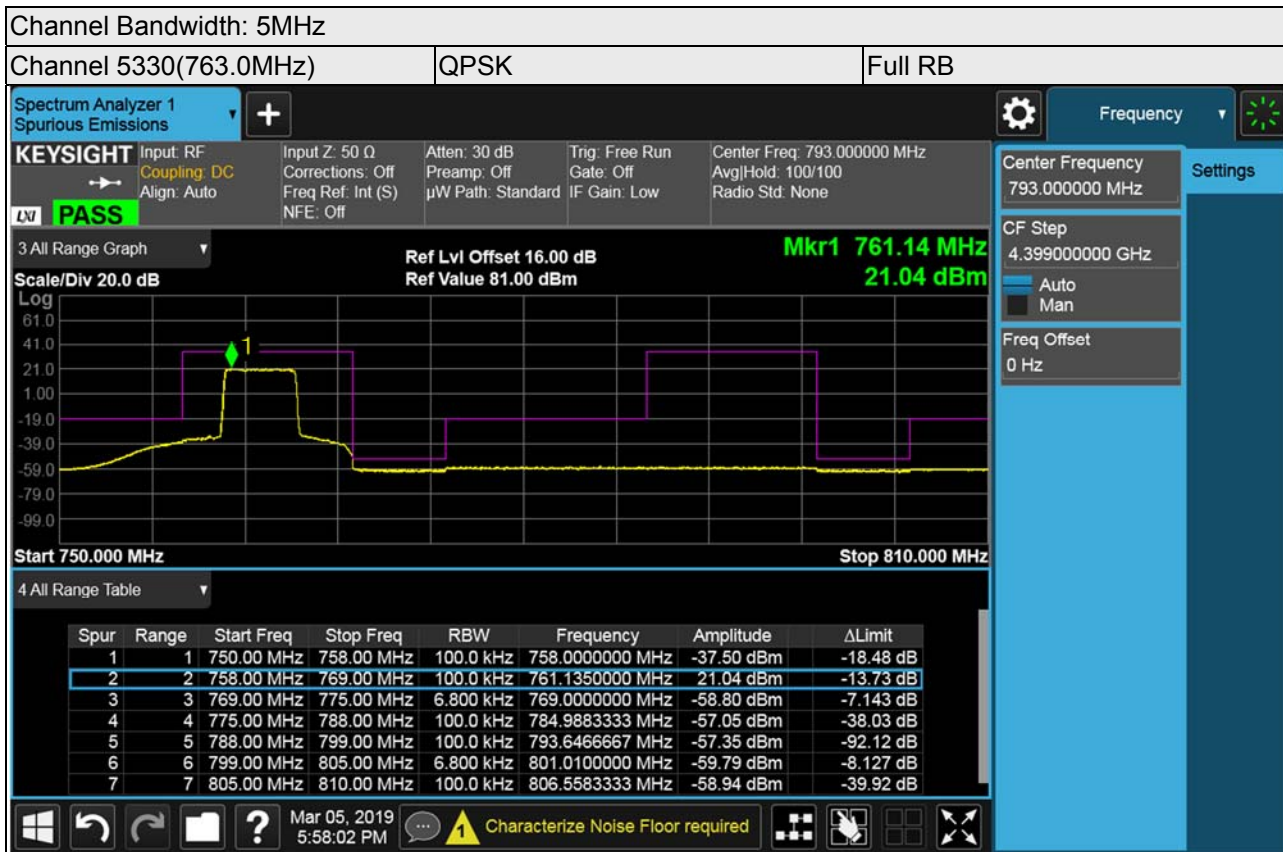 Channel Bandwidth: 5MHz
Channel 5330(763.0MHz) QPSK Full RB
Spectrum Analyzer 1
Spurious Emissions
Frequency
KEYSIGHT Input: RF Input Z: 50 Ω Atten: 30 dB Trig: Free Run Center Freq: 793.000000 MHz
Coupling: DC Corrections: Off Preamp: Off Gate: Off Avg|Hold: 100/100
Align: Auto Freq Ref: Int (S) µW Path: Standard IF Gain: Low Radio Std: None
LXI PASS NFE: Off
Center Frequency
793.000000 MHz
Settings
CF Step
4.399000000 GHz
Auto
Man
Freq Offset
0 Hz
3 All Range Graph Ref Lvl Offset 16.00 dB Mkr1 761.14 MHz
Scale/Div 20.0 dB Ref Value 81.00 dBm 21.04 dBm
Log
61.0
41.0
1
21.0
1.00
-19.0
-39.0
-59.0
-79.0
-99.0
Start 750.000 MHz Stop 810.000 MHz
4 All Range Table
Spur Range Start Freq Stop Freq RBW Frequency Amplitude ΔLimit
1 1 750.00 MHz 758.00 MHz 100.0 kHz 758.0000000 MHz -37.50 dBm -18.48 dB
2 2 758.00 MHz 769.00 MHz 100.0 kHz 761.1350000 MHz 21.04 dBm -13.73 dB
3 3 769.00 MHz 775.00 MHz 6.800 kHz 769.0000000 MHz -58.80 dBm -7.143 dB
4 4 775.00 MHz 788.00 MHz 100.0 kHz 784.9883333 MHz -57.05 dBm -38.03 dB
5 5 788.00 MHz 799.00 MHz 100.0 kHz 793.6466667 MHz -57.35 dBm -92.12 dB
6 6 799.00 MHz 805.00 MHz 6.800 kHz 801.0100000 MHz -59.79 dBm -8.127 dB
7 7 805.00 MHz 810.00 MHz 100.0 kHz 806.5583333 MHz -58.94 dBm -39.92 dB
? Mar 05, 2019
5:58:02 PM
1 Characterize Noise Floor required